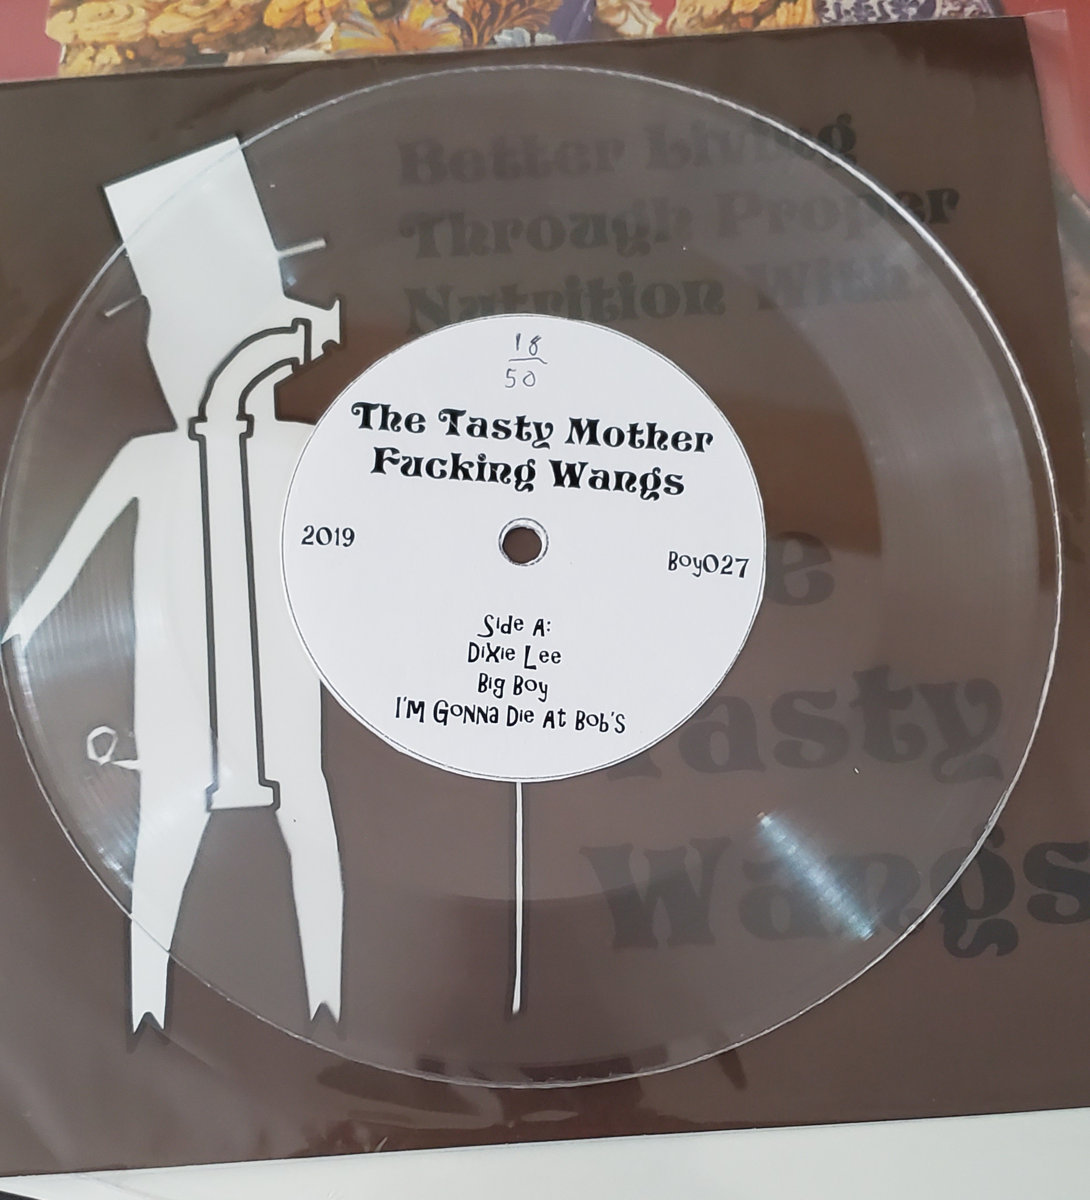 Better Living
Through Proper
Nutrition With:
18
50
The Tasty Mother
Fucking Wangs
2019
Boy027
Side A:
Dixie Lee
Big Boy
I'm Gonna Die At Bob's
Tasty
Wangs